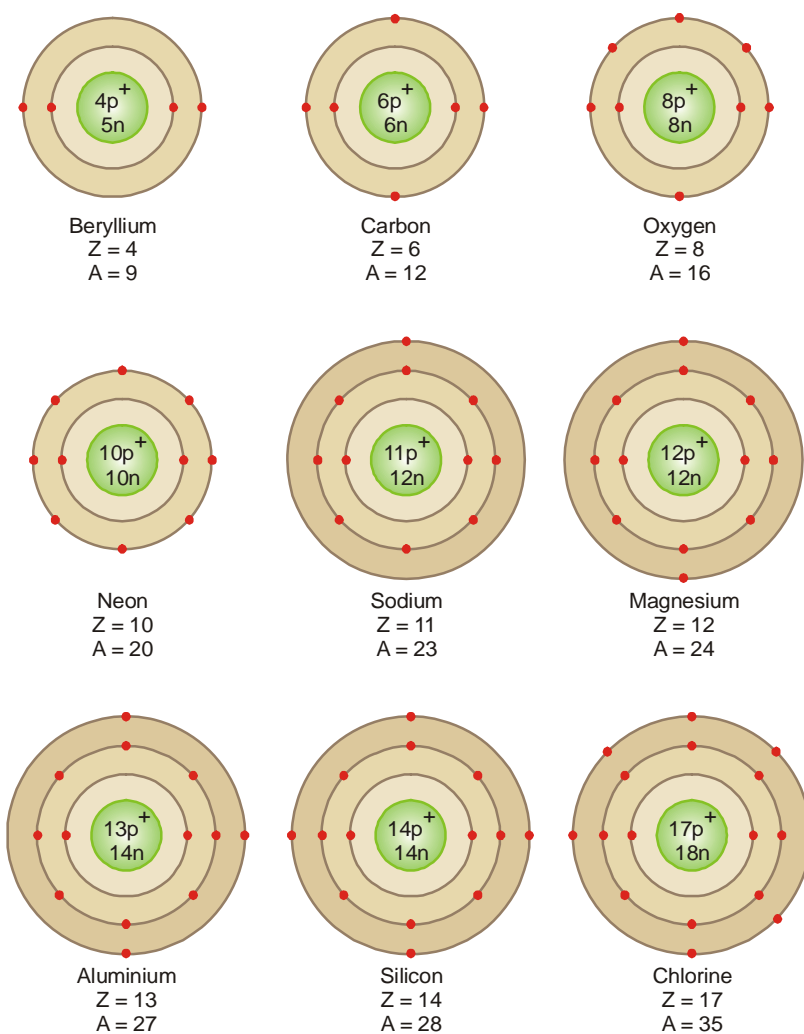 4p+
5n
Beryllium
Z = 4
A = 9
6p+
6n
Carbon
Z = 6
A = 12
8p+
8n
Oxygen
Z = 8
A = 16
10p+
10n
Neon
Z = 10
A = 20
11p+
12n
Sodium
Z = 11
A = 23
12p+
12n
Magnesium
Z = 12
A = 24
13p+
14n
Aluminium
Z = 13
A = 27
14p+
14n
Silicon
Z = 14
A = 28
17p+
18n
Chlorine
Z = 17
A = 35